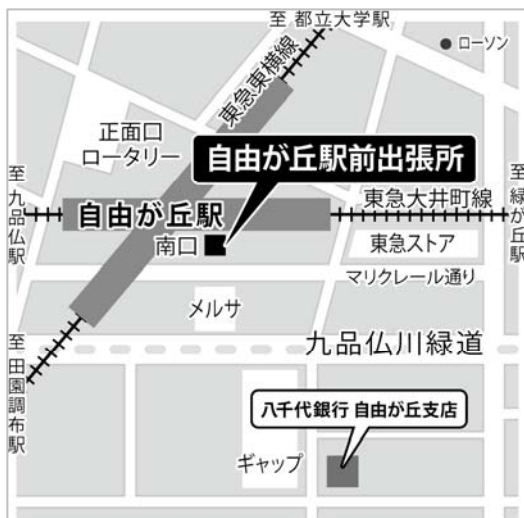 至 都立大学駅
ローソン
東急東横線
正面口
ロータリー
自由が丘駅前出張所
至 九品仏駅
至 緑が丘駅
東急大井町線
自由が丘駅
南口
東急ストア
マリクレール通り
メルサ
九品仏川緑道
至 田園調布駅
八千代銀行 自由が丘支店
ギャップ